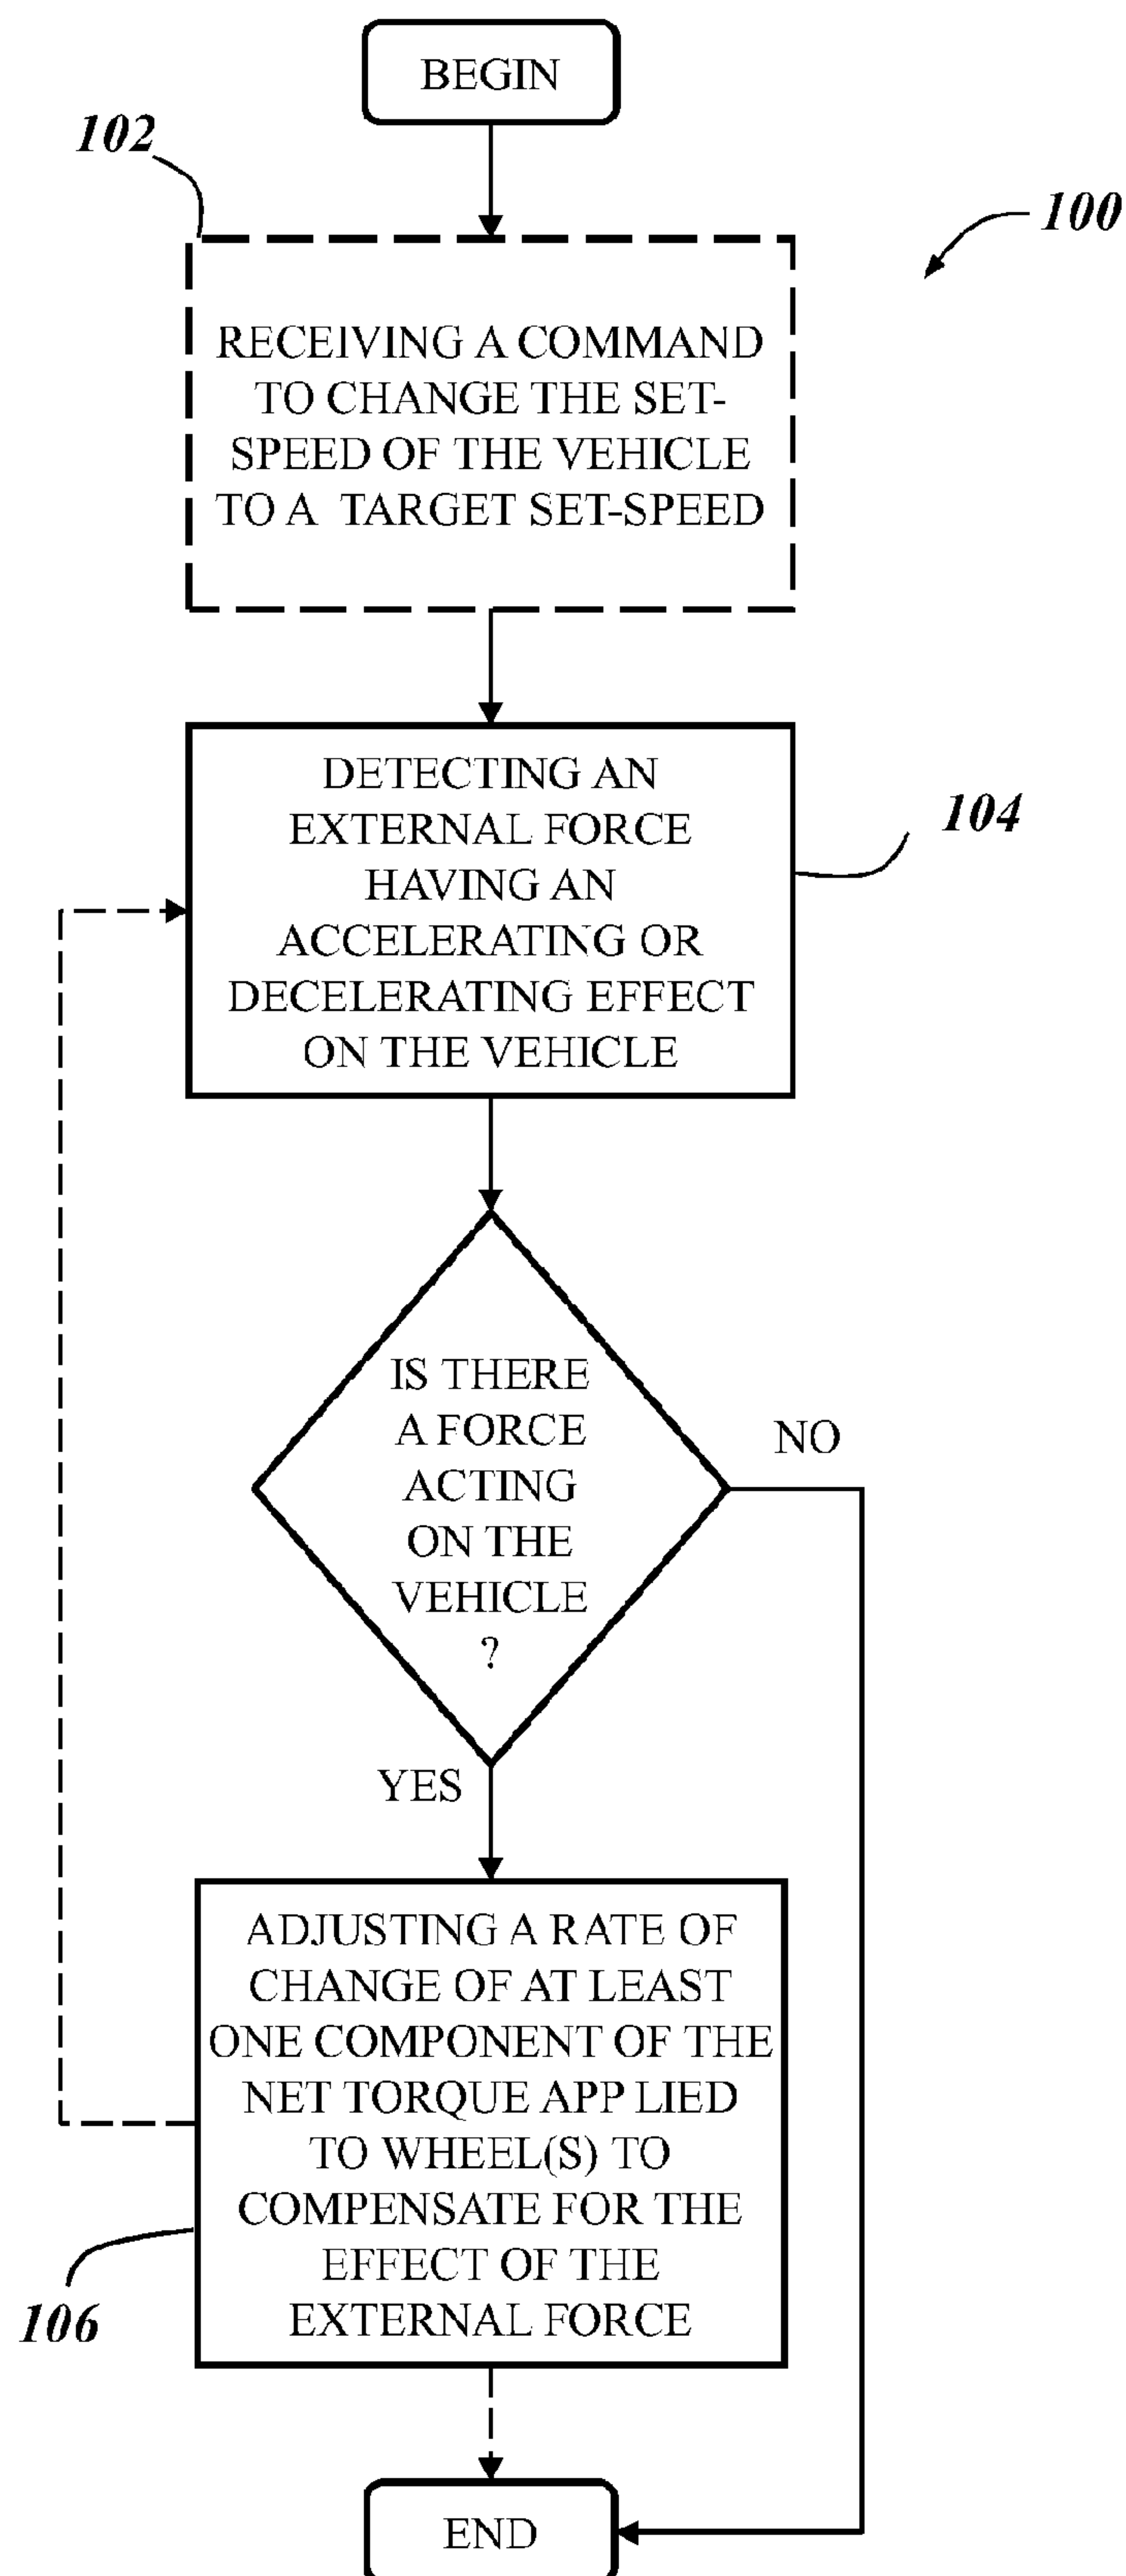 BEGIN
102
100
RECEIVING A COMMAND
TO CHANGE THE SET-
SPEED OF THE VEHICLE
TO A TARGET SET-SPEED
DETECTING AN
EXTERNAL FORCE
HAVING AN
ACCELERATING OR
DECELERATING EFFECT
ON THE VEHICLE
104
IS THERE
A FORCE
ACTING
ON THE
VEHICLE
?
NO
YES
ADJUSTING A RATE OF
CHANGE OF AT LEAST
ONE COMPONENT OF THE
NET TORQUE APP LIED
TO WHEEL(S) TO
COMPENSATE FOR THE
EFFECT OF THE
EXTERNAL FORCE
106
END